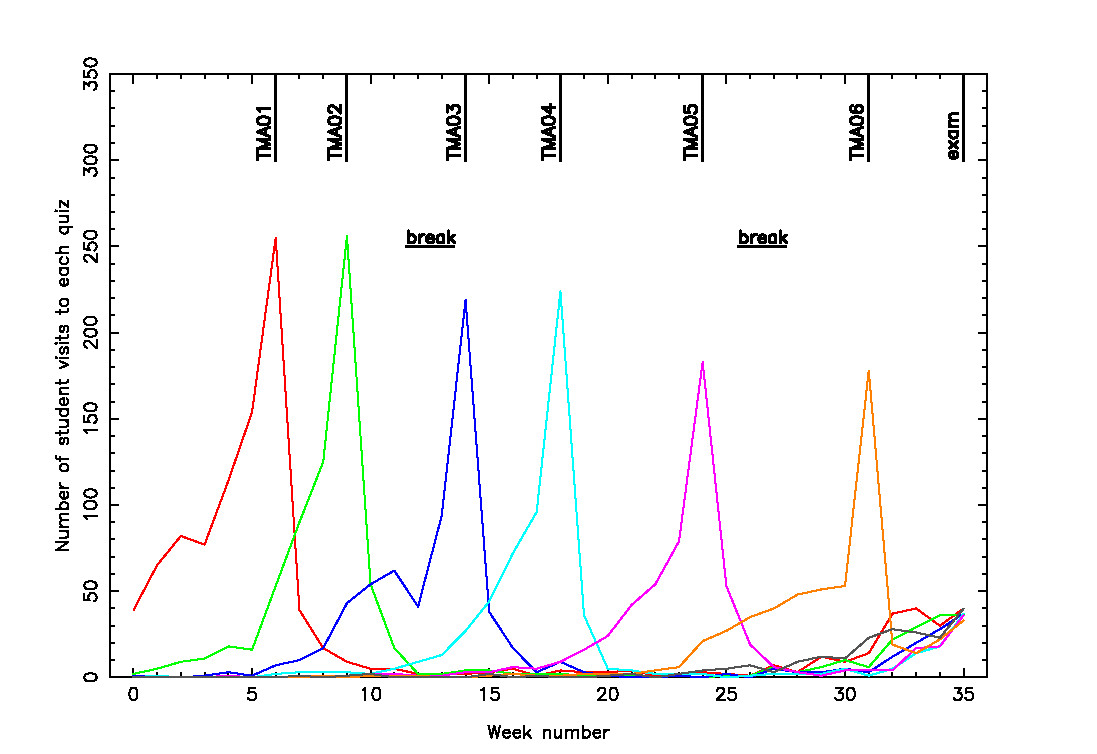 TMA01
TMA02
TMA03
TMA04
TMA05
TMA06
exam
break
break
Number of student visits to each quiz
350
300
250
200
150
100
50
0
0 5 10 15 20 25 30 35
Week number